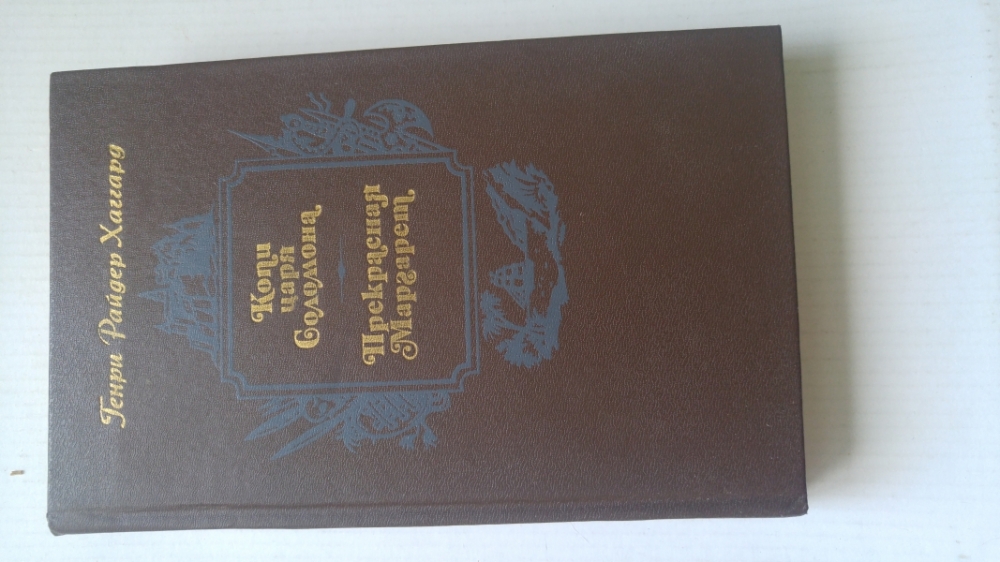 Генри Райдер Хаггард
Копи
царя
Соломона
Прекрасная
Маргарет